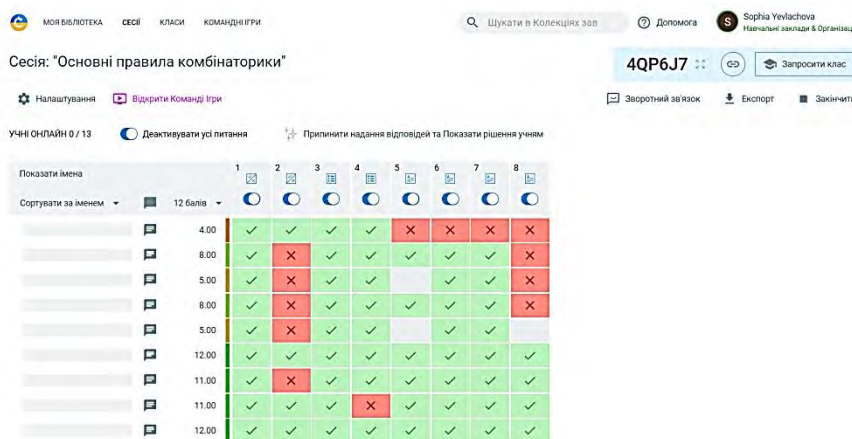 МОЯ БІБЛІОТЕКА СЕСІЇ КЛАСИ КОМАНДНІ ІГРИ Шукати в Колекціях зав Допомога Sophia Yevlachova
Навчальні заклади & Організац
Сесія: "Основні правила комбінаторики" 4QP6J7 Запросити клас
Налаштування Відкрити Команді Ігри Зворотний зв'язок Експорт Закінчит
УЧНІ ОНЛАЙН 0 / 13 Деактивувати усі питання Припинити надання відповідей та Показати рішення учням
Показати імена 1 2 3 4 5 6 7 8
Сортувати за іменем 12 балів
4.00
8.00
5.00
8.00
5.00
12.00
11.00
11.00
12.00